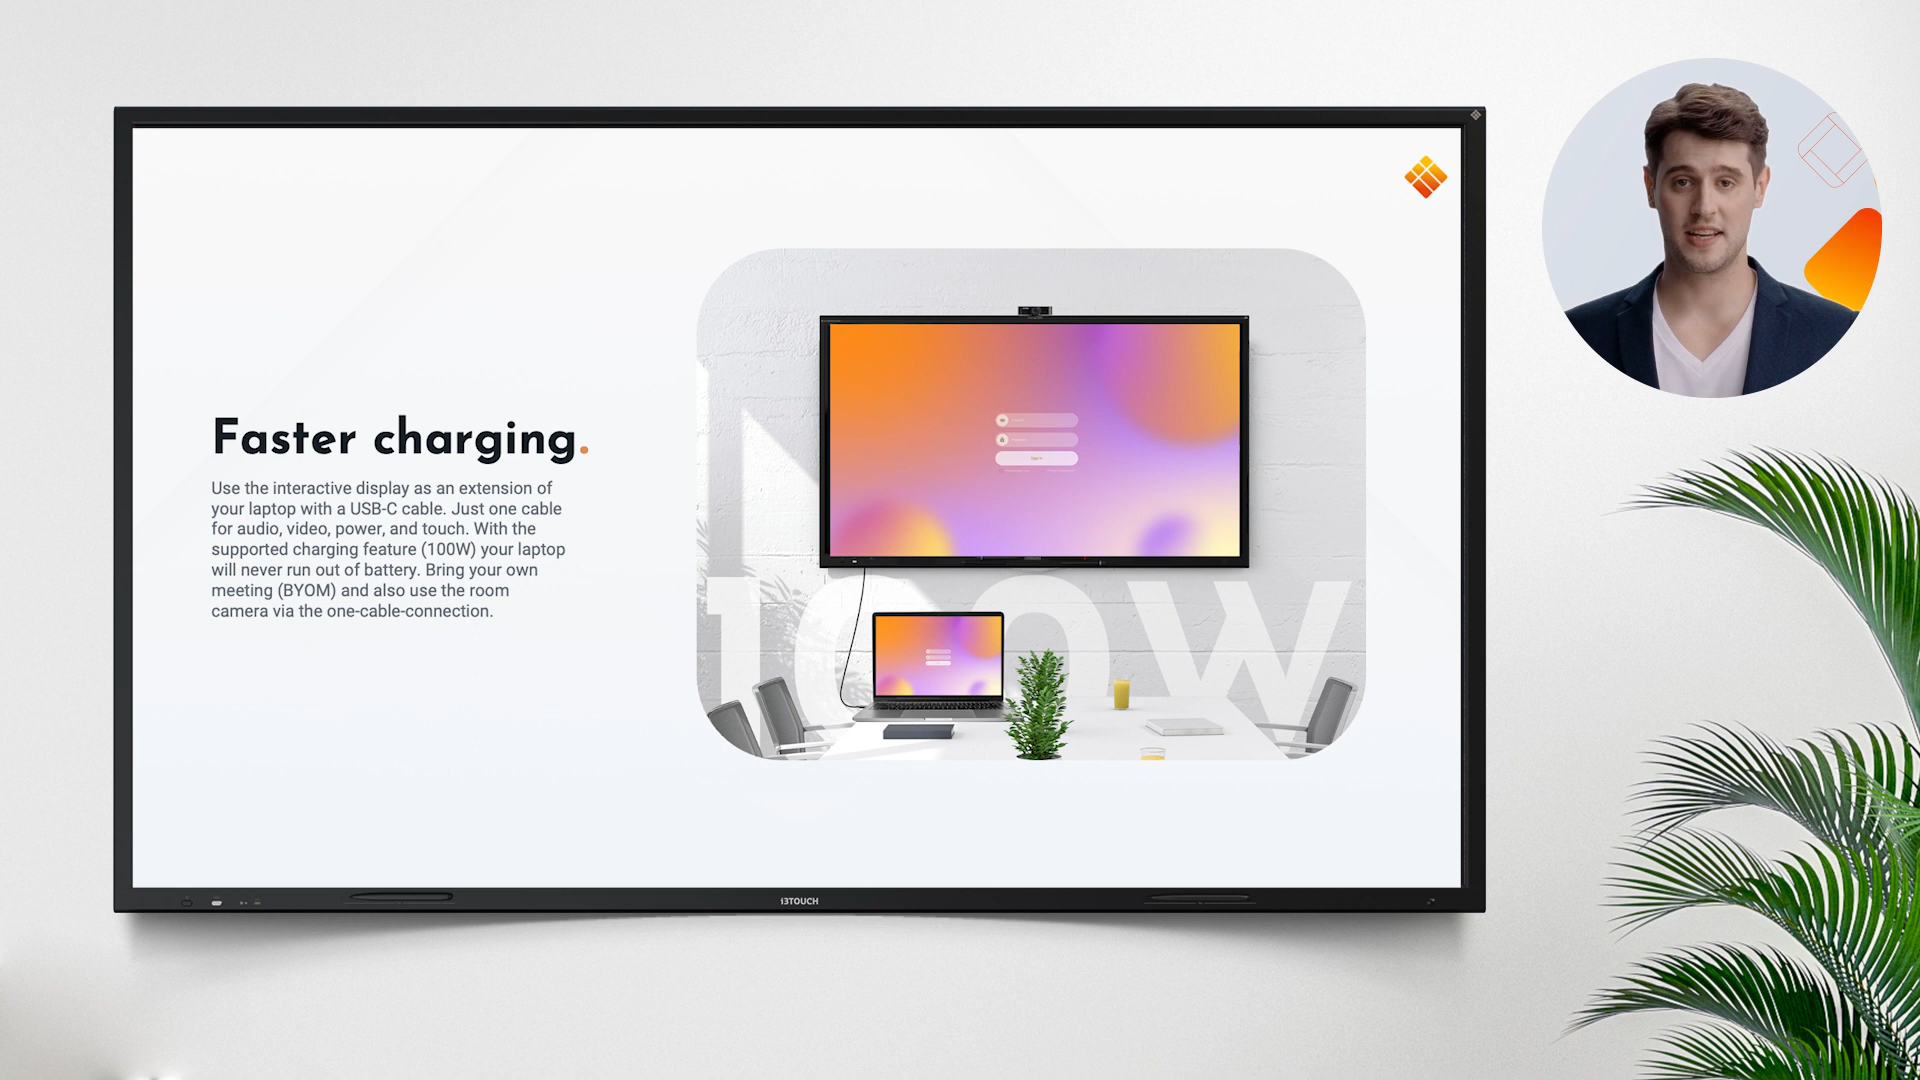 Faster charging.
Use the interactive display as an extension of
your laptop with a USB-C cable. Just one cable
for audio, video, power, and touch. With the
supported charging feature (100W) your laptop
will never run out of battery. Bring your own
meeting (BYOM) and also use the room
camera via the one-cable-connection.
100W
i3TOUCH